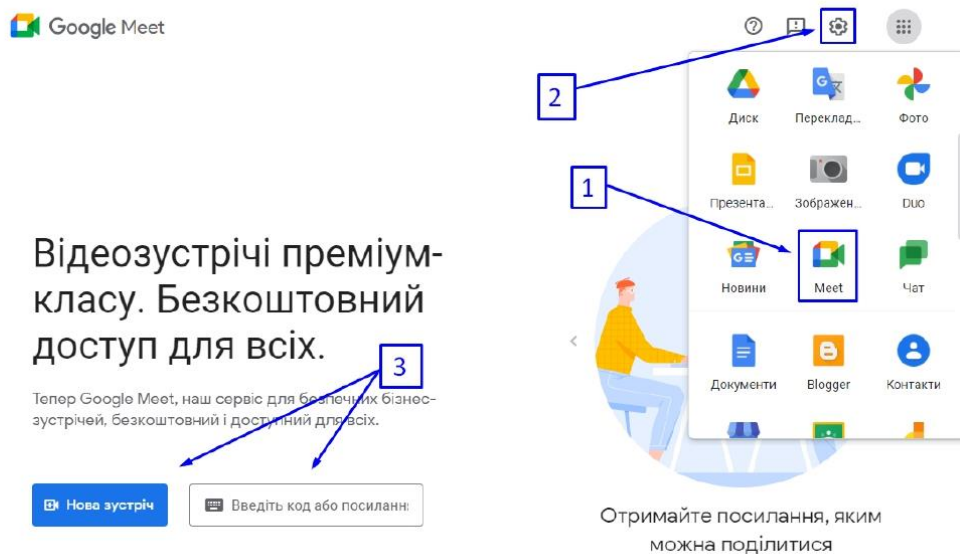 Google Meet
2
Диск
Переклад...
Фото
1
Презента...
Зображен...
Duo
Новини
Meet
Чат
Документи
Blogger
Контакти
Відеозустрічі преміум-
класу. Безкоштовний
доступ для всіх.
3
Тепер Google Meet, наш сервіс для безпечних бізнес-
зустрічей, безкоштовний і доступний для всіх.
Нова зустріч
Введіть код або посилання
Отримайте посилання, яким
можна поділитися